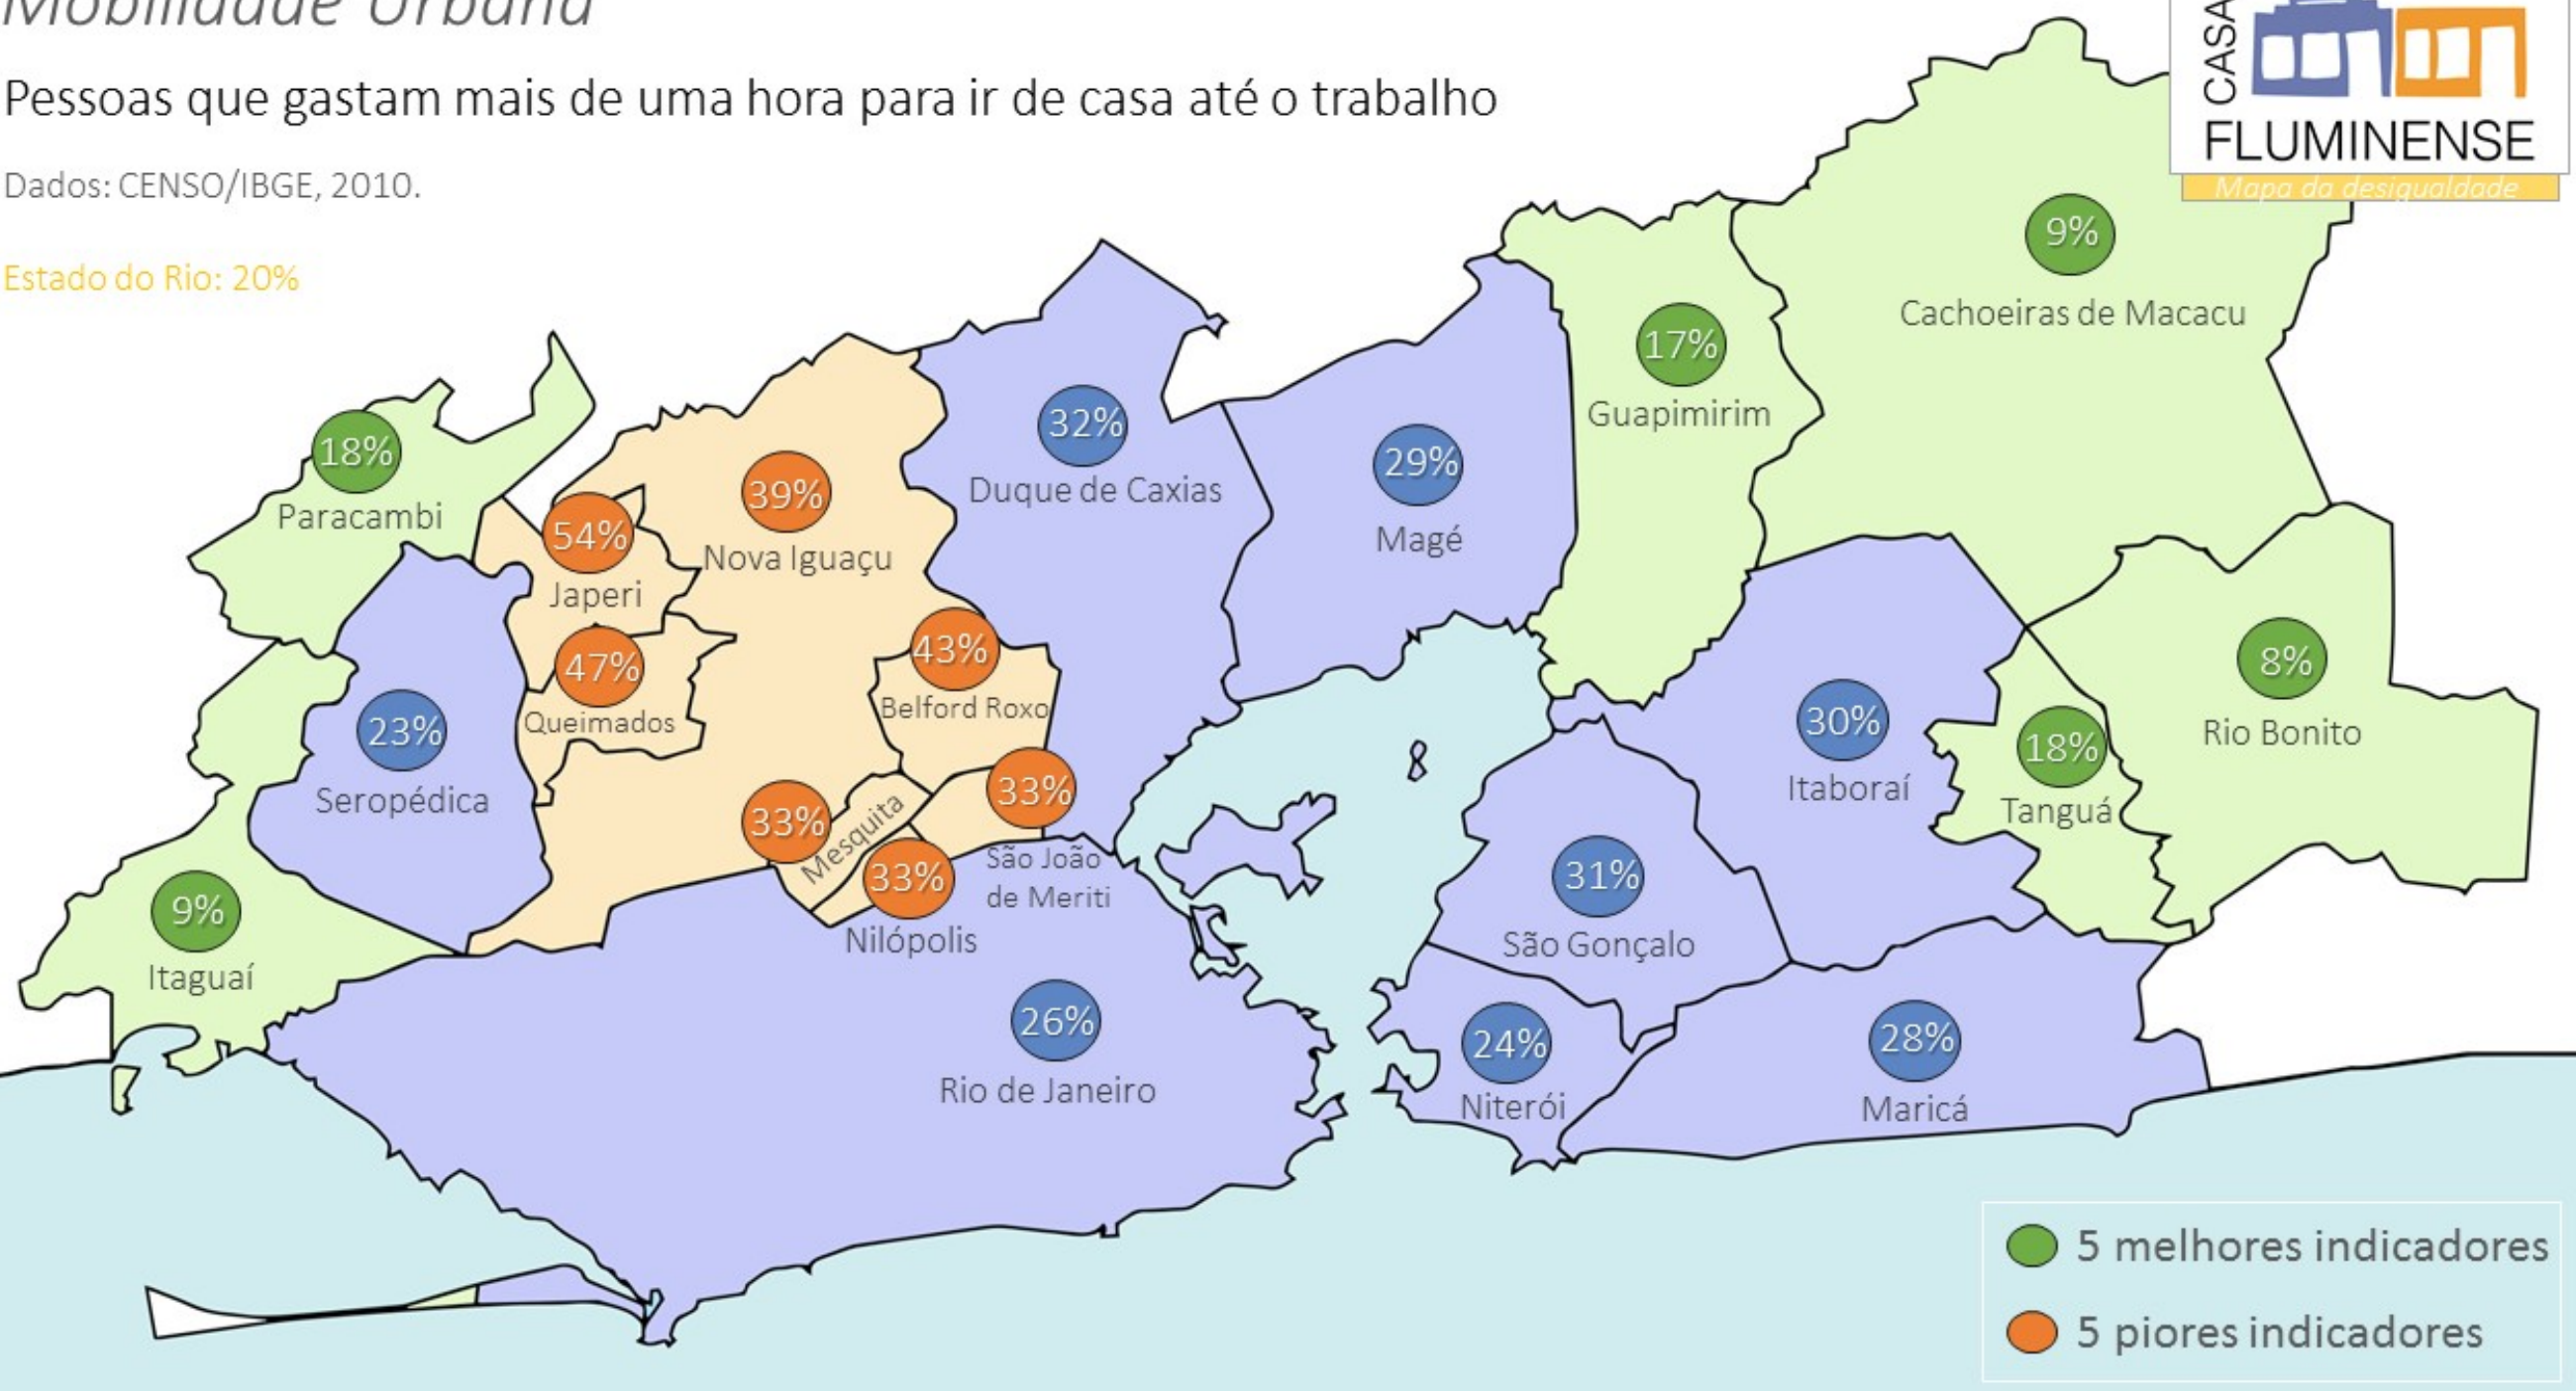 Mobilidade Urbana
Pessoas que gastam mais de uma hora para ir de casa até o trabalho
Dados: CENSO/IBGE, 2010.
Estado do Rio: 20%
CASA
FLUMINENSE
Mapa da desigualdade
9%
Cachoeiras de Macacu
17%
Guapimirim
32%
Duque de Caxias
29%
Magé
18%
Paracambi
39%
Nova Iguaçu
54%
Japeri
47%
Queimados
43%
Belford Roxo
23%
Seropédica
33%
Mesquita
33%
São João
de Meriti
33%
Nilópolis
9%
Itaguaí
26%
Rio de Janeiro
30%
Itaboraí
18%
Tanguá
8%
Rio Bonito
31%
São Gonçalo
24%
Niterói
28%
Maricá
5 melhores indicadores
5 piores indicadores